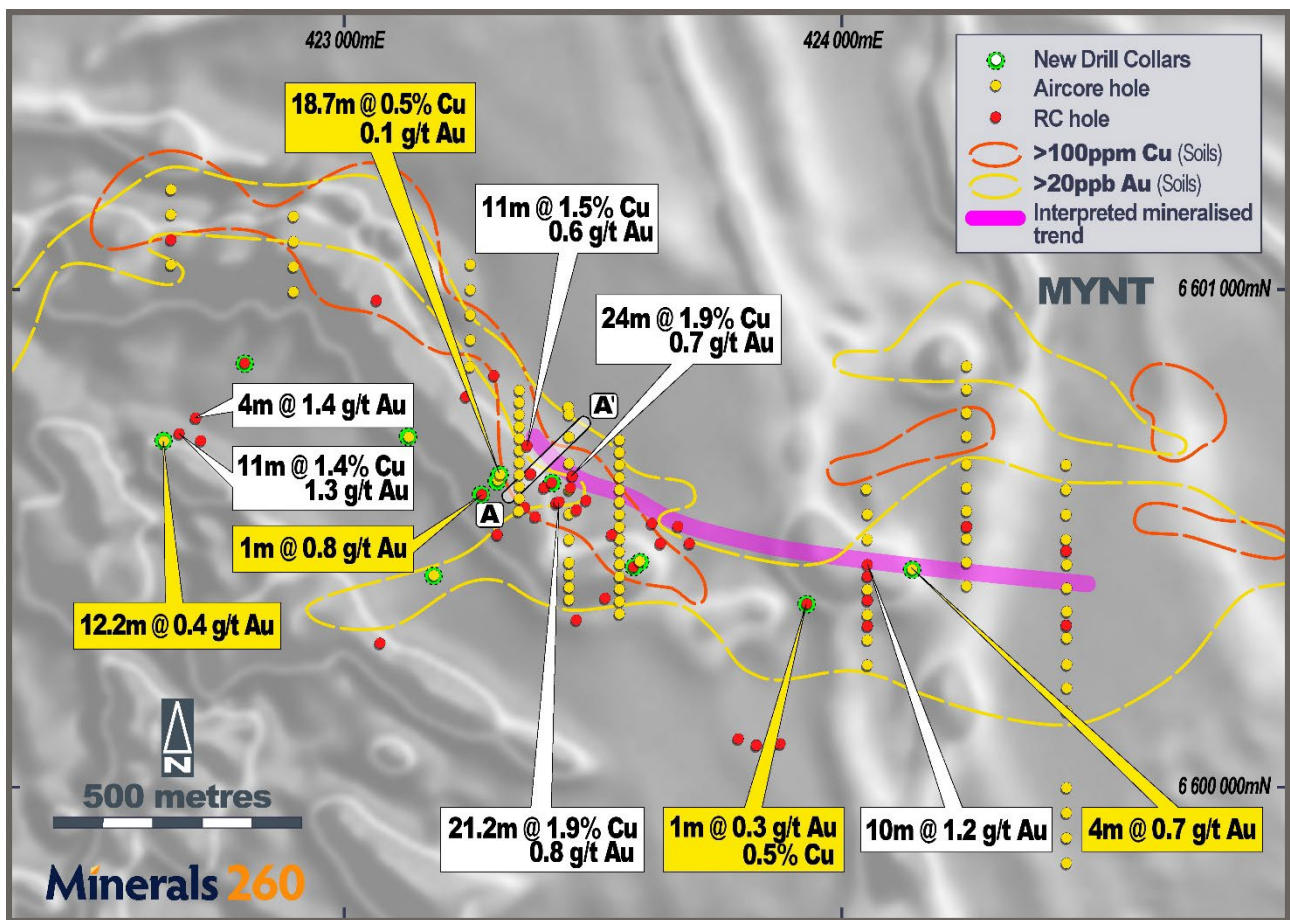 423 000mE
424 000mE
New Drill Collars
Aircore hole
RC hole
>100ppm Cu (Soils)
>20ppb Au (Soils)
Interpreted mineralised
trend
18.7m @ 0.5% Cu
0.1 g/t Au
11m @ 1.5% Cu
0.6 g/t Au
MYNT
6 601 000mN
24m @ 1.9% Cu
0.7 g/t Au
4m @ 1.4 g/t Au
A'
11m @ 1.4% Cu
1.3 g/t Au
A
1m @ 0.8 g/t Au
12.2m @ 0.4 g/t Au
N
500 metres
6 600 000mN
21.2m @ 1.9% Cu
0.8 g/t Au
1m @ 0.3 g/t Au
0.5% Cu
10m @ 1.2 g/t Au
4m @ 0.7 g/t Au
Minerals 260